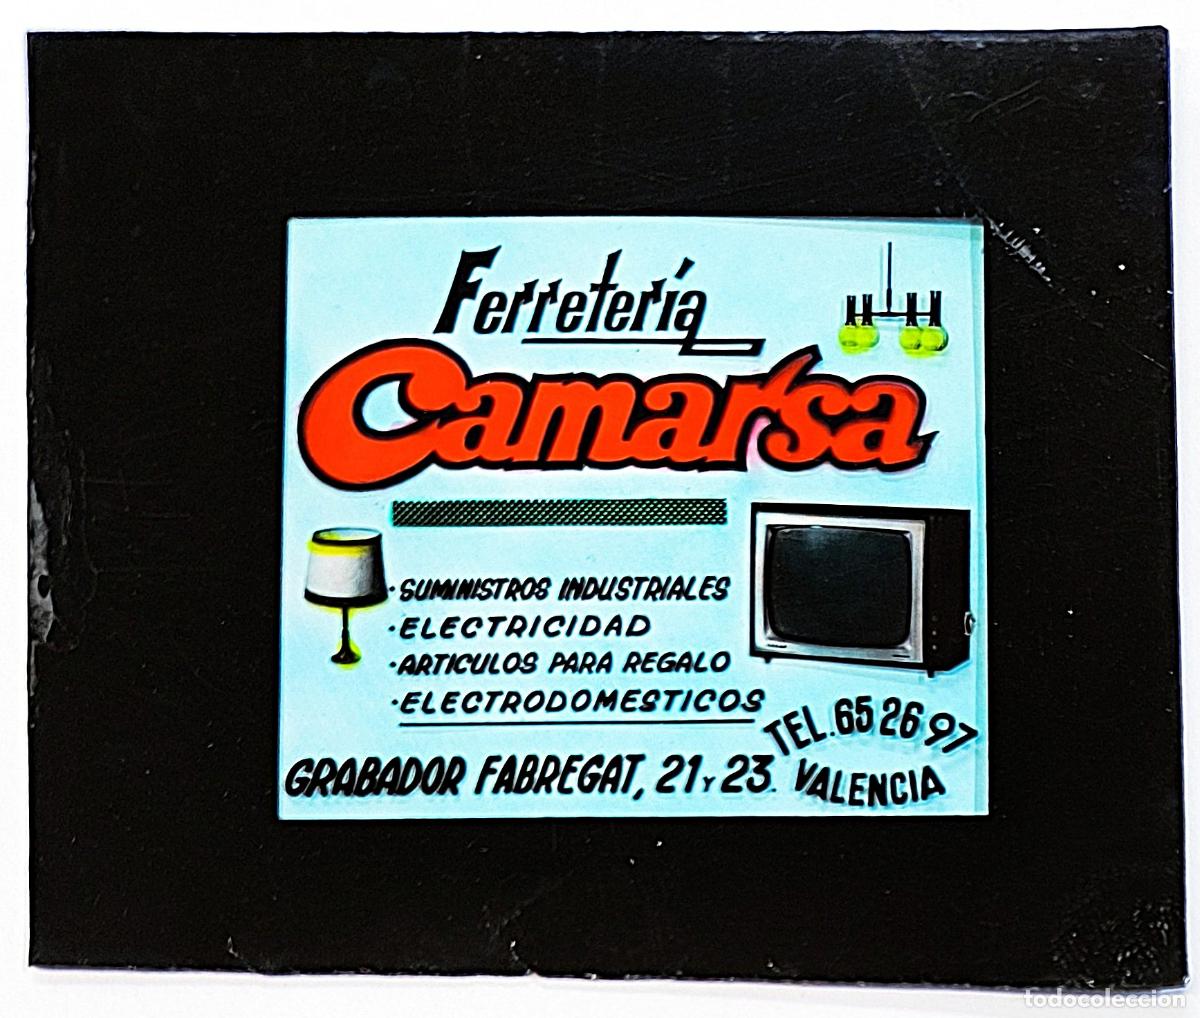 Ferretería
Camarsa
·SUMINISTROS INDUSTRIALES
·ELECTRICIDAD
·ARTICULOS PARA REGALO
·ELECTRODOMESTICOS
TEL. 65 26 97
GRABADOR FABREGAT, 21 Y 23. VALENCIA
todocoleccion